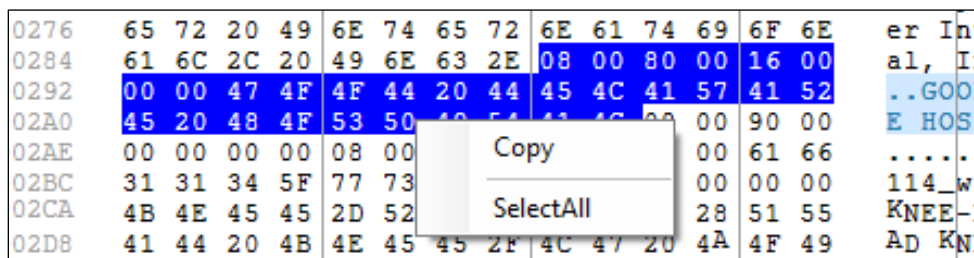 0276 65 72 20 49 6E 74 65 72 6E 61 74 69 6F 6E er In
0284 61 6C 2C 20 49 6E 63 2E 08 00 80 00 16 00 al, I
0292 00 00 47 4F 4F 44 20 44 45 4C 41 57 41 52 ..GOO
02A0 45 20 48 4F 53 50 00 00 90 00 E HOS
02AE 00 00 00 00 08 00 Copy 00 61 66 .....
02BC 31 31 34 5F 77 73 00 00 00 114_w
02CA 4B 4E 45 45 2D 52 SelectAll 28 51 55 KNEE-
02D8 41 44 20 4B 4E 45 45 2F 4C 47 20 4A 4F 49 AD KN